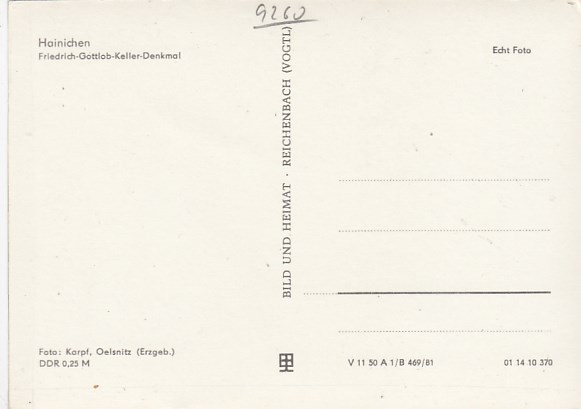 9260
Hainichen
Friedrich-Gottlob-Keller-Denkmal
Echt Foto
BILD UND HEIMAT · REICHENBACH (VOGTL)
Foto: Karpf, Oelsnitz (Erzgeb.)
DDR 0,25 M
V 11 50 A 1/B 469/81
01 14 10 370